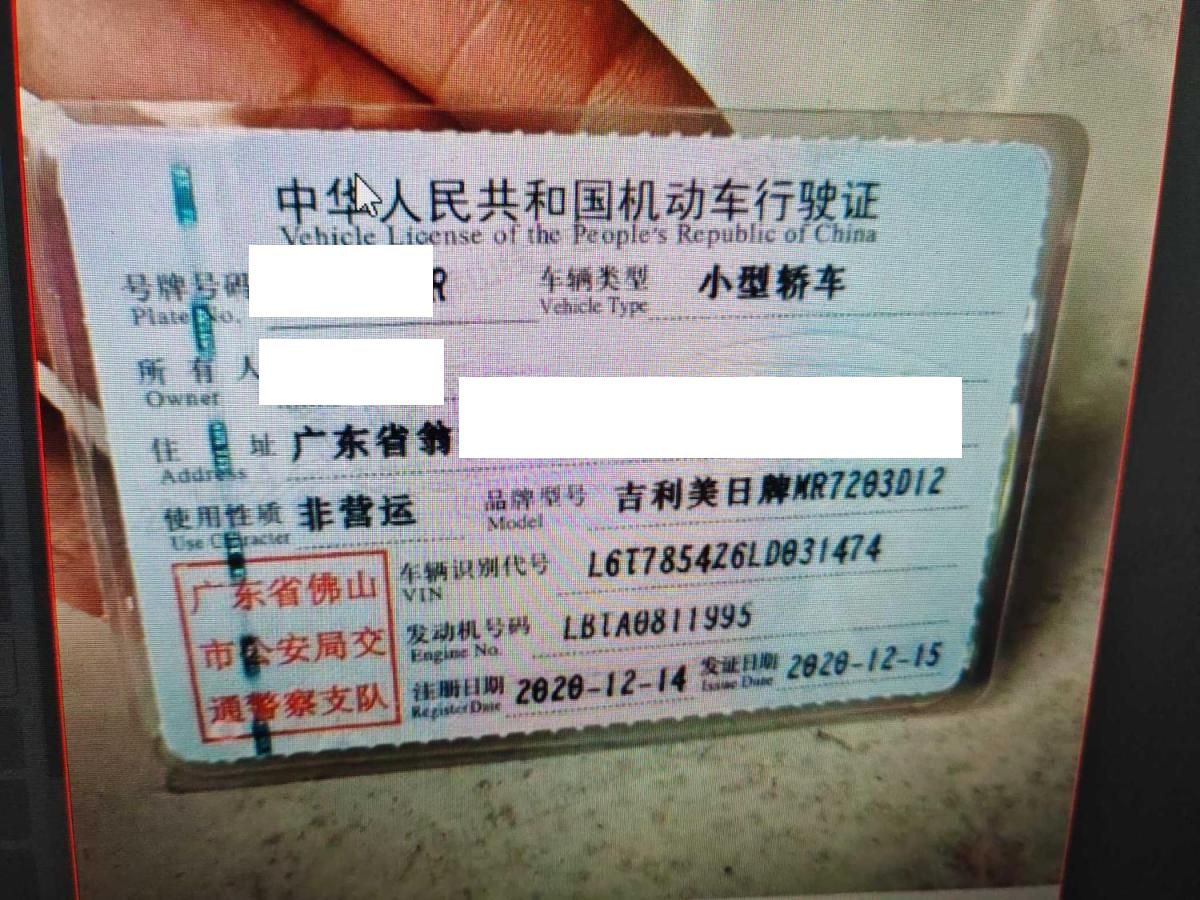 中华人民共和国机动车行驶证
Vehicle License of the People's Republic of China
号牌号码 R 车辆类型 小型轿车
Plate No. Vehicle Type
所有人
Owner
住址 广东省翁
Address
使用性质 非营运 品牌型号 吉利美日牌MR7203D12
Use Character Model
车辆识别代号 L6T7854Z6LD031474
VIN
发动机号码 LBTA0811995
Engine No.
注册日期 2020-12-14 发证日期 2020-12-15
Register Date Issue Date
广东省佛山
市公安局交
通警察支队